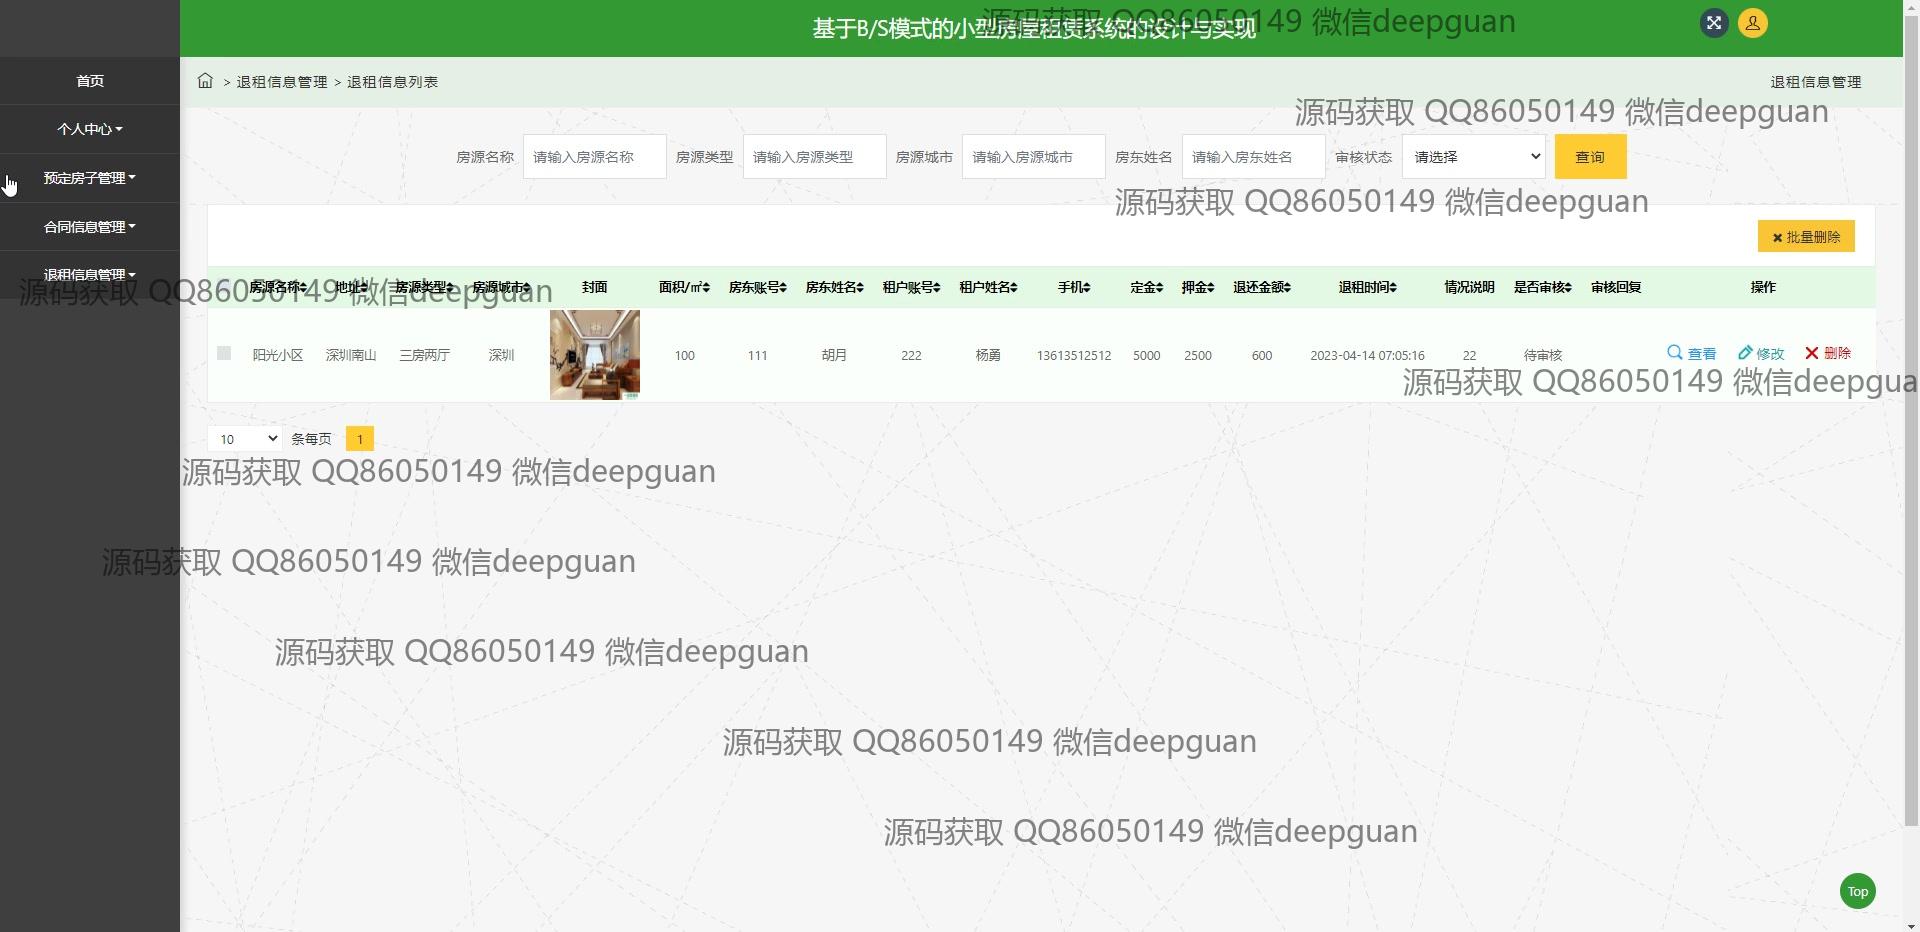 基于B/S模式的小型房屋租赁系统的设计与实现
源码获取 QQ86050149 微信deepguan
首页
个人中心
预定房子管理
合同信息管理
退租信息管理
> 退租信息管理 > 退租信息列表
退租信息管理
源码获取 QQ86050149 微信deepguan
房源名称 请输入房源名称 房源类型 请输入房源类型 房源城市 请输入房源城市 房东姓名 请输入房东姓名 审核状态 请选择 查询
源码获取 QQ86050149 微信deepguan
批量删除
源码获取 QQ86050149 微信deepguan
房源名称 地址 房源类型 房源城市 封面 面积/㎡ 房东账号 房东姓名 租户账号 租户姓名 手机 定金 押金 退还金额 退租时间 情况说明 是否审核 审核回复 操作
阳光小区 深圳南山 三房两厅 深圳 100 111 胡月 222 杨勇 13613512512 5000 2500 600 2023-04-14 07:05:16 22 待审核 查看 修改 删除
源码获取 QQ86050149 微信deepgua
10 条每页 1
源码获取 QQ86050149 微信deepguan
源码获取 QQ86050149 微信deepguan
源码获取 QQ86050149 微信deepguan
源码获取 QQ86050149 微信deepguan
源码获取 QQ86050149 微信deepguan
Top